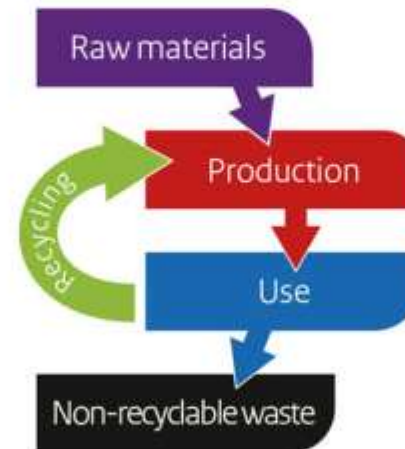 Raw materials
Production
Recycling
Use
Non-recyclable waste